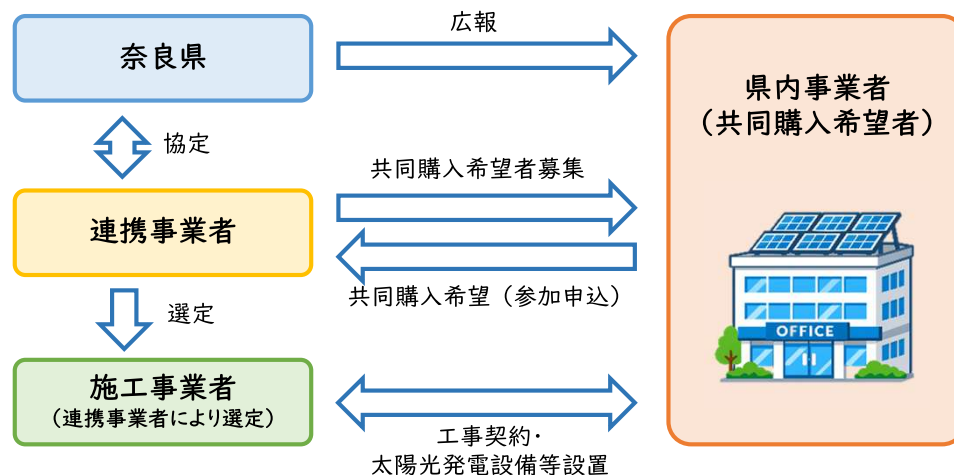 奈良県
広報
県内事業者
（共同購入希望者）
協定
共同購入希望者募集
連携事業者
共同購入希望（参加申込）
選定
OFFICE
施工事業者
（連携事業者により選定）
工事契約・
太陽光発電設備等設置